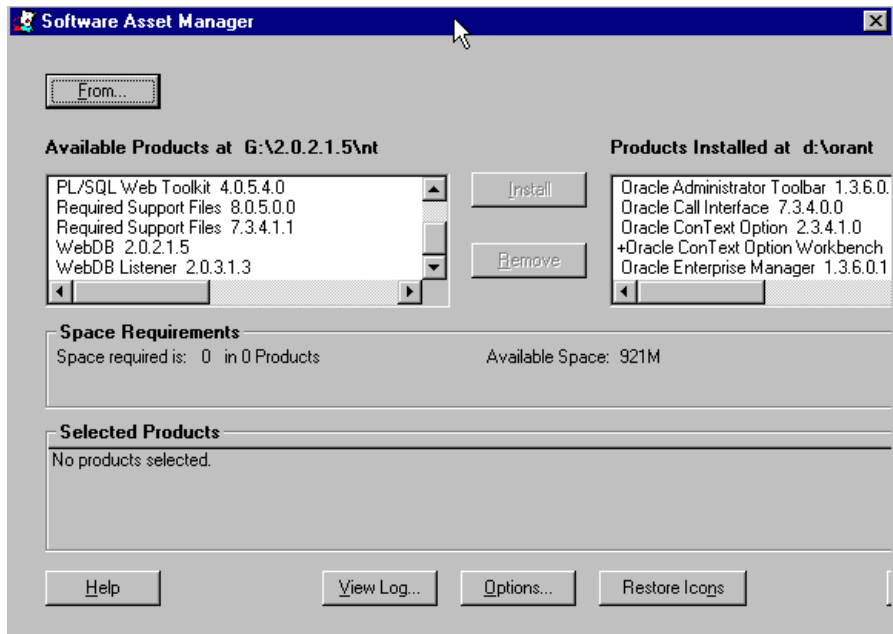 Software Asset Manager
From...
Available Products at G:\2.0.2.1.5\nt
PL/SQL Web Toolkit 4.0.5.4.0
Required Support Files 8.0.5.0.0
Required Support Files 7.3.4.1.1
WebDB 2.0.2.1.5
WebDB Listener 2.0.3.1.3
Install
Remove
Products Installed at d:\orant
Oracle Administrator Toolbar 1.3.6.0.
Oracle Call Interface 7.3.4.0.0
Oracle ConText Option 2.3.4.1.0
+Oracle ConText Option Workbench
Oracle Enterprise Manager 1.3.6.0.1
Space Requirements
Space required is: 0 in 0 Products
Available Space: 921M
Selected Products
No products selected.
Help
View Log...
Options...
Restore Icons